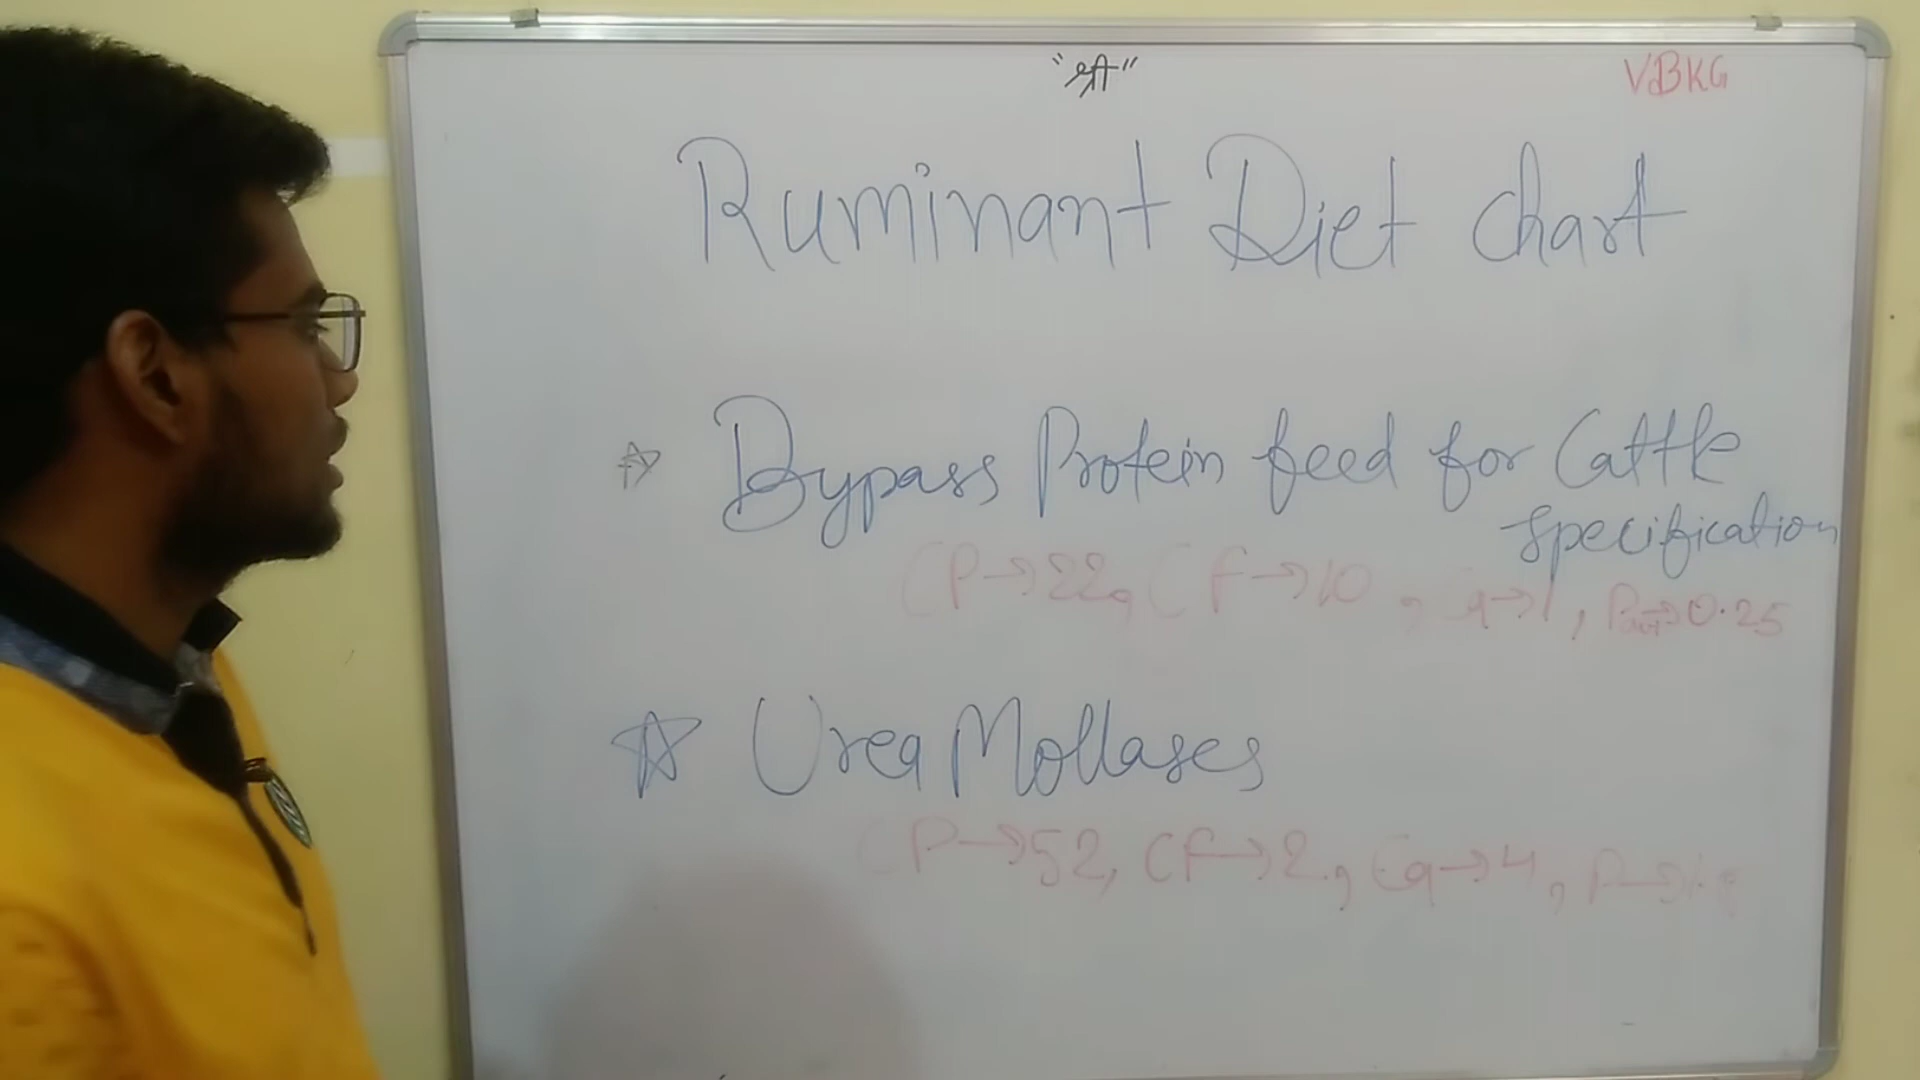 "श्री"
VBKG
Ruminant Diet Chart
Bypass Protein feed for Cattle
Specification
CP→22, CF→10, Ca→1, →0.25
Urea Mollases
CP→52, CF→2, Ca→4, P→